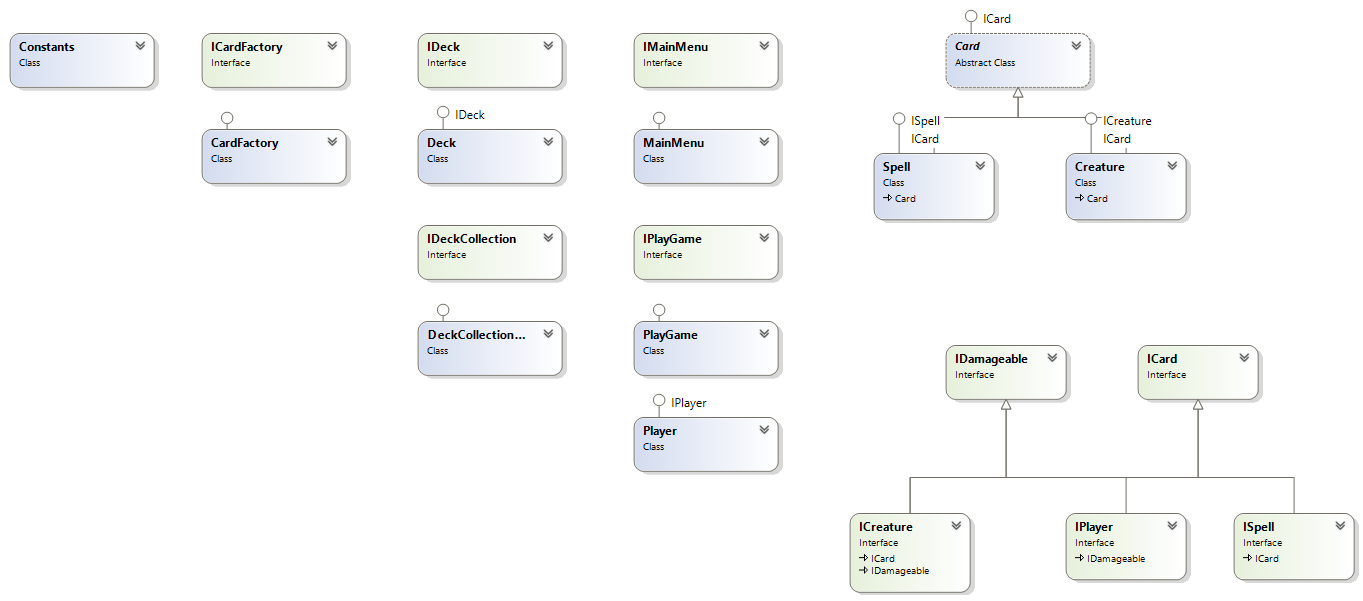 Constants
Class
ICardFactory
Interface
CardFactory
Class
IDeck
Interface
IDeck
Deck
Class
IDeckCollection
Interface
DeckCollection...
Class
IMainMenu
Interface
MainMenu
Class
IPlayGame
Interface
PlayGame
Class
IPlayer
Player
Class
ICard
Card
Abstract Class
ISpell
ICard
Spell
Class
Card
ICreature
ICard
Creature
Class
Card
IDamageable
Interface
ICard
Interface
ICreature
Interface
ICard
IDamageable
IPlayer
Interface
IDamageable
ISpell
Interface
ICard